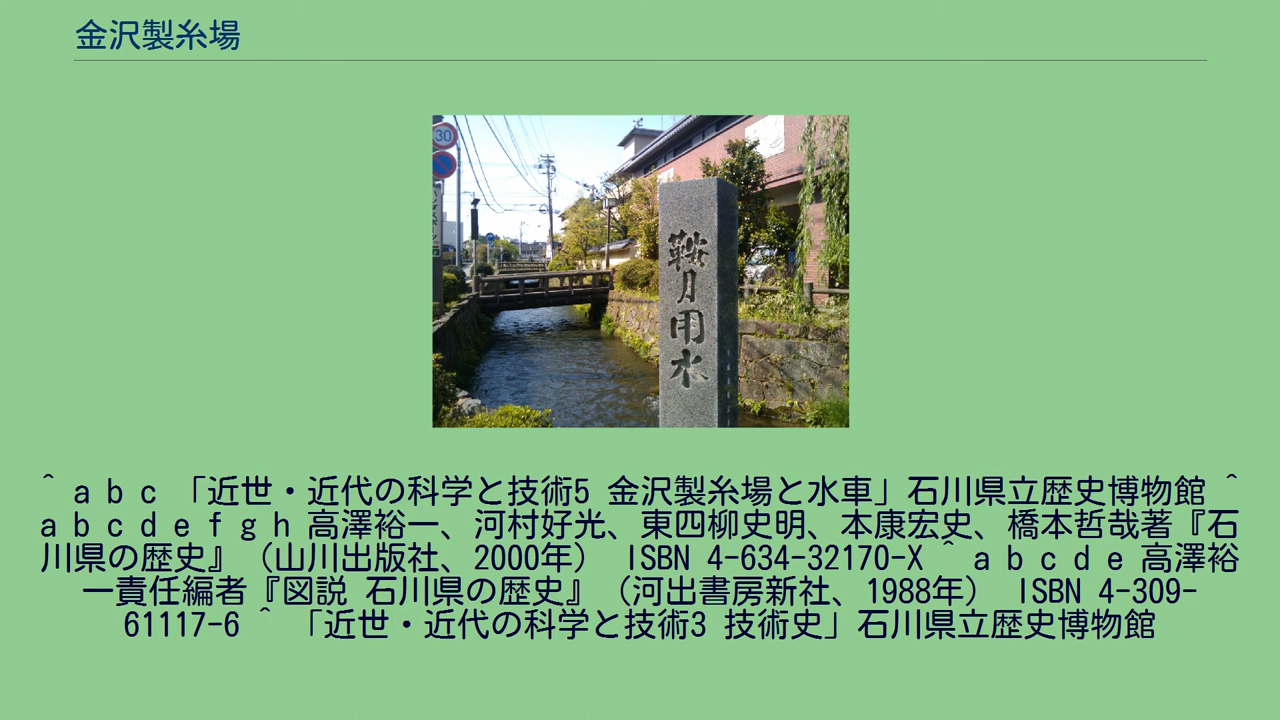 金沢製糸場
30
鞍月用水
^ a b c 「近世・近代の科学と技術5 金沢製糸場と水車」石川県立歴史博物館 ^
a b c d e f g h 高澤裕一、河村好光、東四柳史明、本康宏史、橋本哲哉著『石
川県の歴史』（山川出版社、2000年） ISBN 4-634-32170-X ^ a b c d e 高澤裕
一責任編者『図説 石川県の歴史』（河出書房新社、1988年） ISBN 4-309-
61117-6 ^ 「近世・近代の科学と技術3 技術史」石川県立歴史博物館